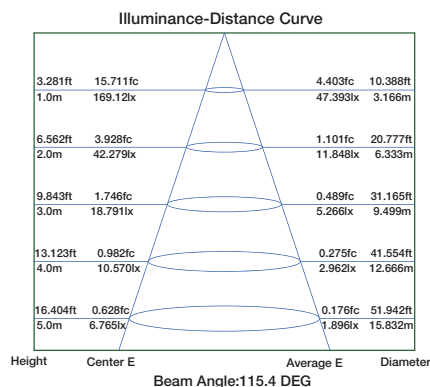 Illuminance-Distance Curve
3.281ft 15.711fc 4.403fc 10.388ft
1.0m 169.12lx 47.393lx 3.166m
6.562ft 3.928fc 1.101fc 20.777ft
2.0m 42.279lx 11.848lx 6.333m
9.843ft 1.746fc 0.489fc 31.165ft
3.0m 18.791lx 5.266lx 9.499m
13.123ft 0.982fc 0.275fc 41.554ft
4.0m 10.570lx 2.962lx 12.666m
16.404ft 0.628fc 0.176fc 51.942ft
5.0m 6.765lx 1.896lx 15.832m
Height Center E Average E Diameter
Beam Angle:115.4 DEG